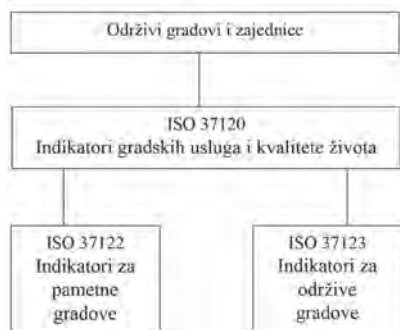 Održivi gradovi i zajednice
ISO 37120
Indikatori gradskih usluga i kvalitete života
ISO 37122
Indikatori za
pametne
gradove
ISO 37123
Indikatori za
održive
gradove